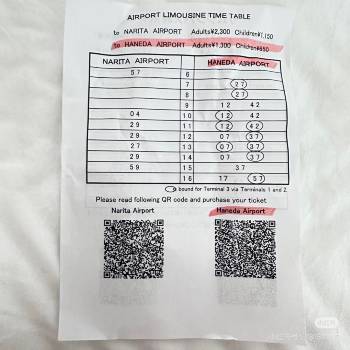 AIRPORT LIMOUSINE TIME TABLE
to NARITA AIRPORT Adults¥2,300 Children¥1,150
to HANEDA AIRPORT Adults¥1,300 Children¥650
NARITA AIRPORT HANEDA AIRPORT
57 6
7 27
8 27
9 12 42
04 10 12 42
29 11 12 42
29 12 07 37
27 13 07 37
29 14 07 37
59 15 37
16 17 57
bound for Terminal 3 via Terminals 1 and 2.
Please read following QR code and purchase your ticket
Narita Airport Haneda Airport